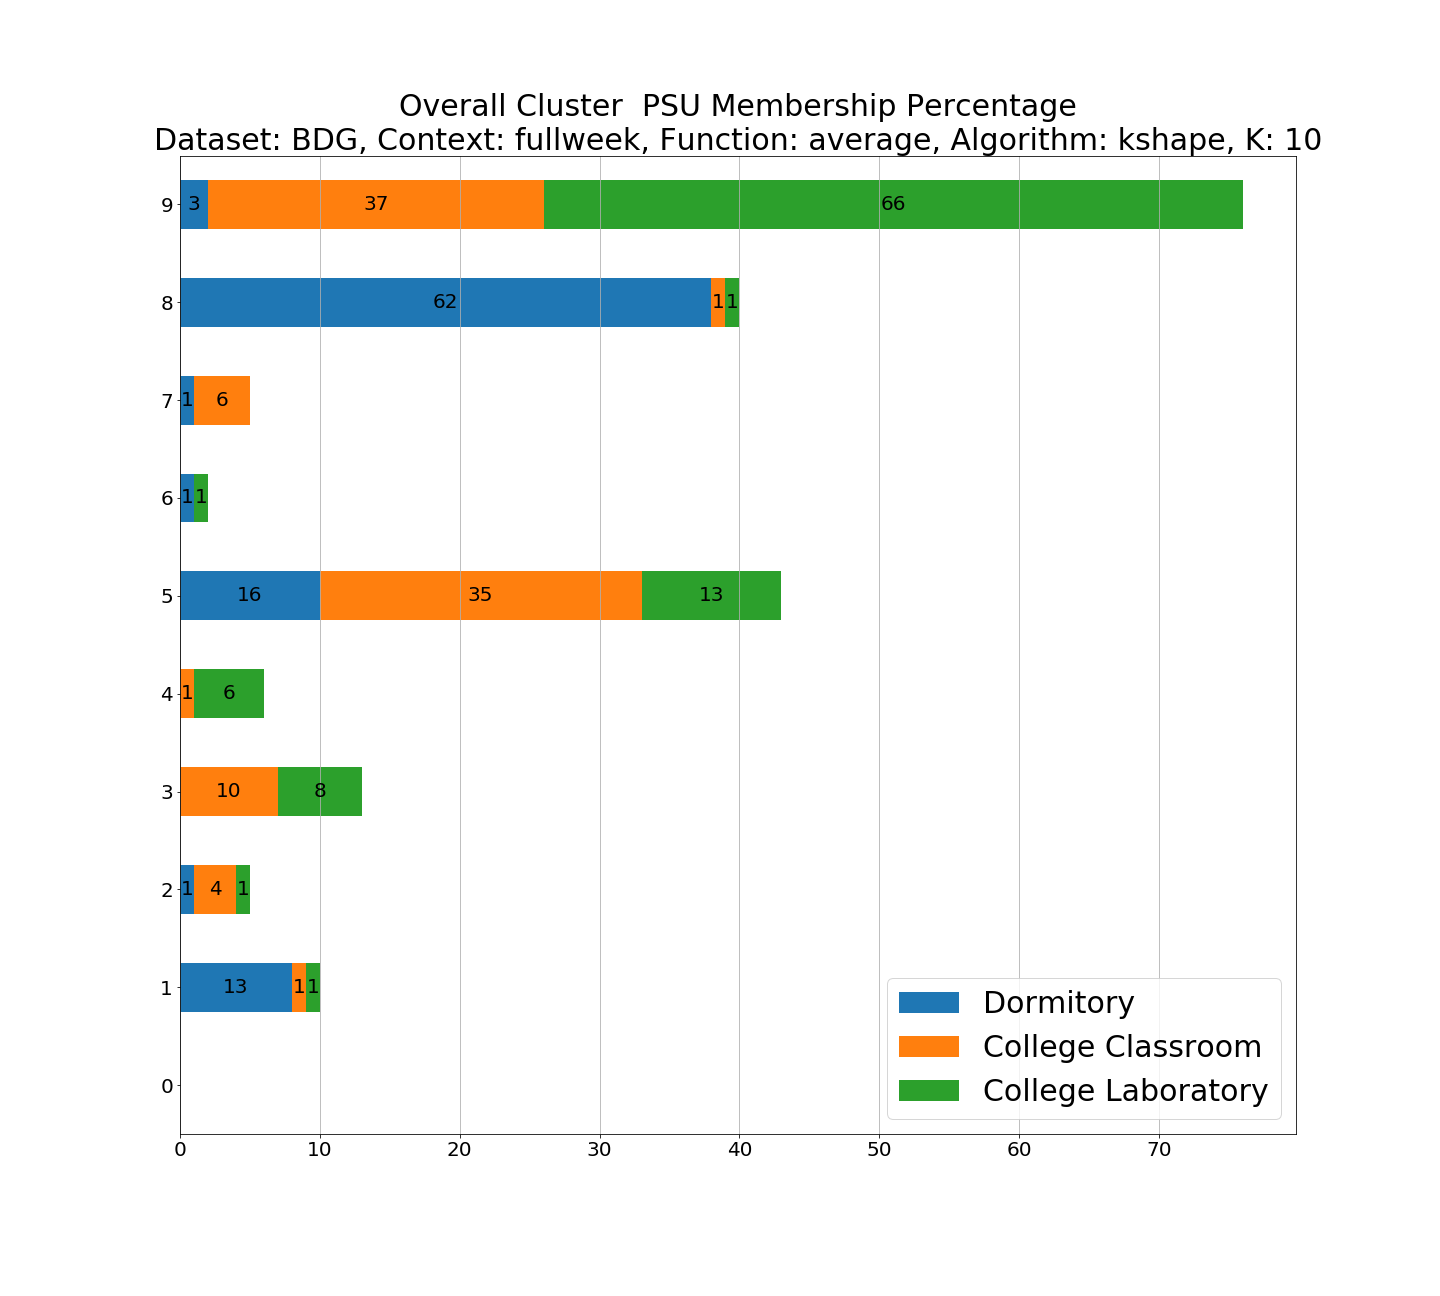 Overall Cluster  PSU Membership Percentage
Dataset: BDG, Context: fullweek, Function: average, Algorithm: kshape, K: 10
9 3 37 66
8 62 1 1
7 1 6
6 1 1
5 16 35 13
4 1 6
3 10 8
2 1 4 1
1 13 1 1
0
Dormitory
College Classroom
College Laboratory
0 10 20 30 40 50 60 70